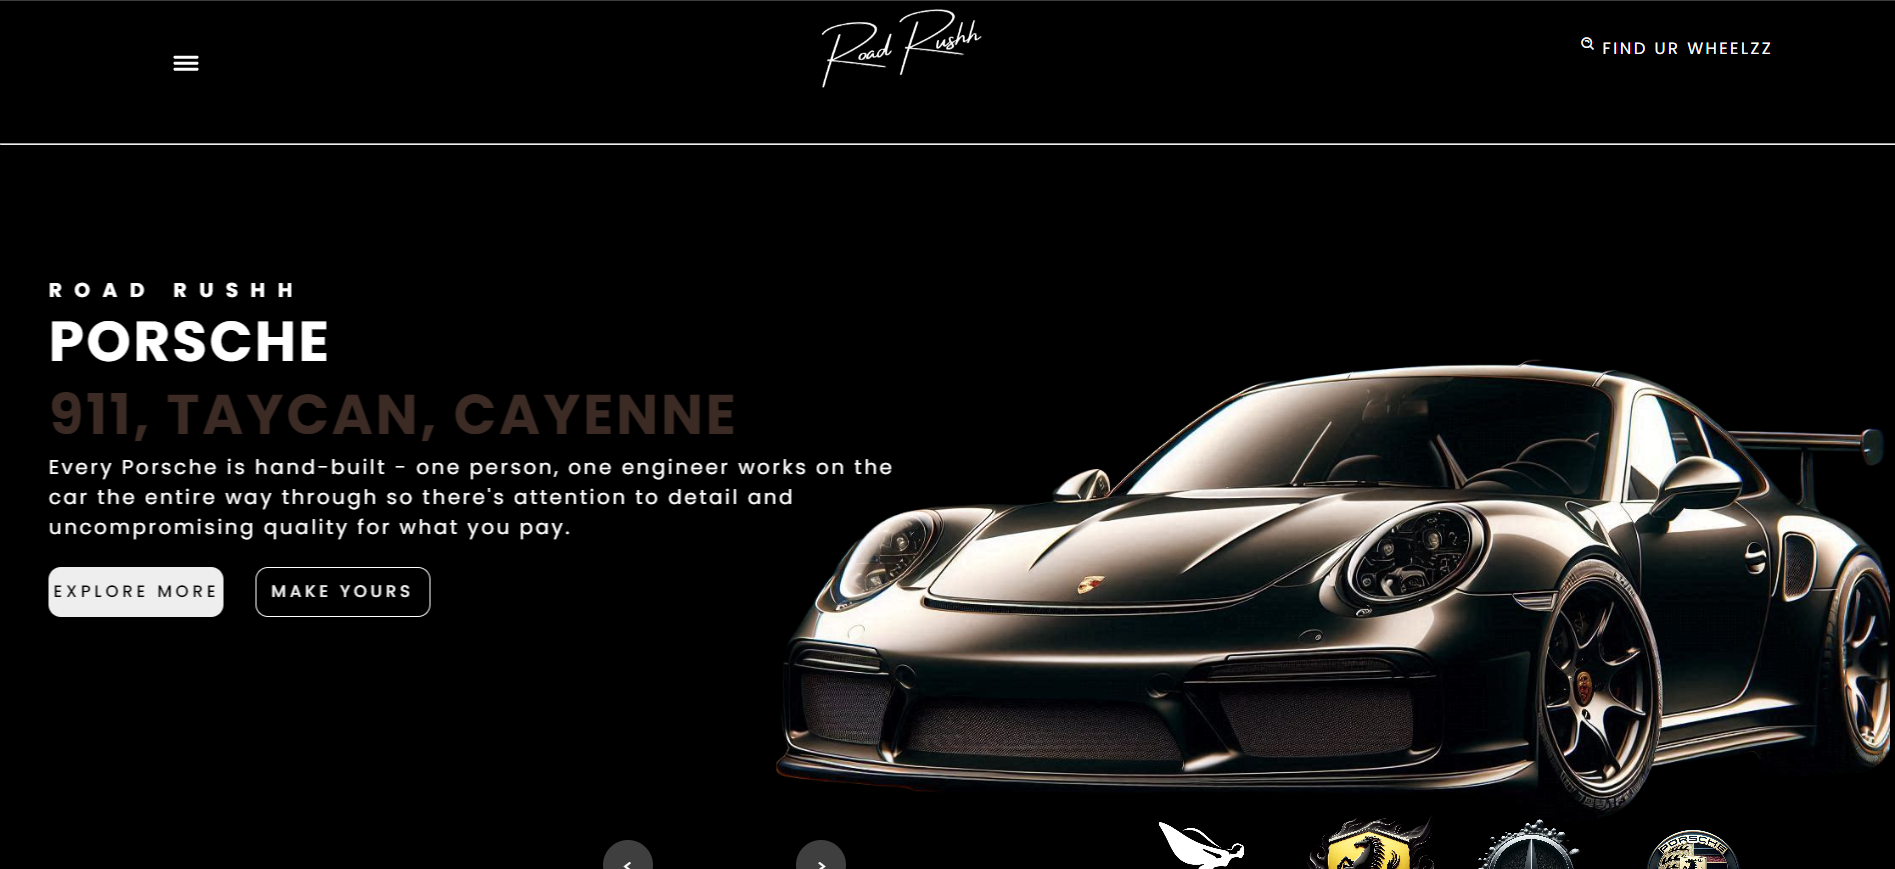 Road Rushh
FIND UR WHEELZZ
ROAD RUSHH
PORSCHE
911, TAYCAN, CAYENNE
Every Porsche is hand-built - one person, one engineer works on the
car the entire way through so there's attention to detail and
uncompromising quality for what you pay.
EXPLORE MORE
MAKE YOURS
<
>
PORSCHE